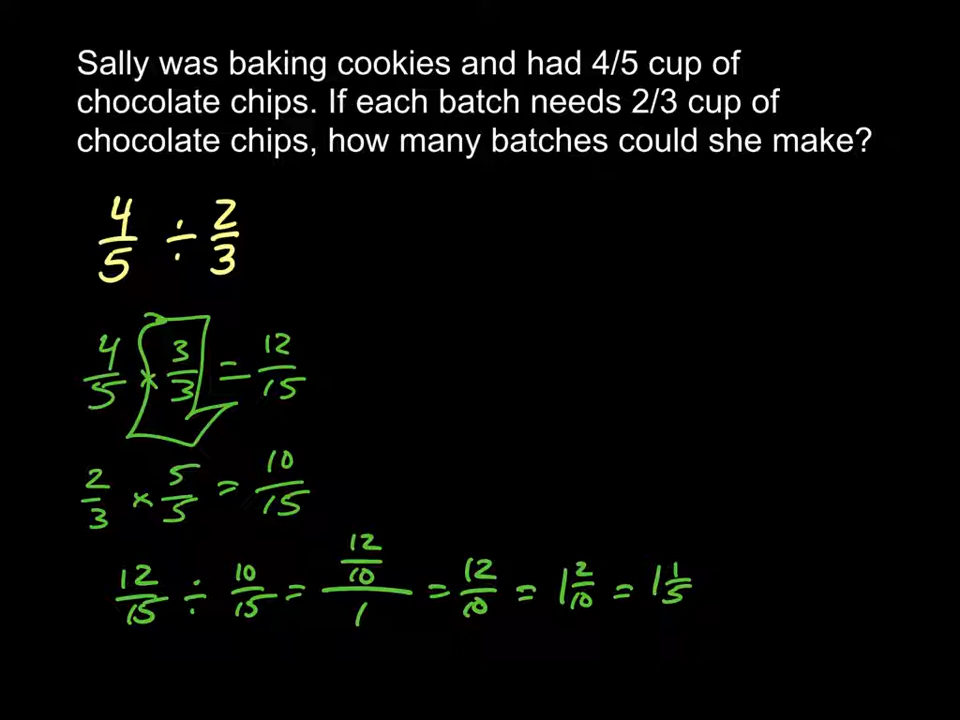 Sally was baking cookies and had 4/5 cup of
chocolate chips. If each batch needs 2/3 cup of
chocolate chips, how many batches could she make?
4/5 ÷ 2/3
4/5 × 3/3 = 12/15
2/3 × 5/5 = 10/15
12/15 ÷ 10/15 = (12/10)/1 = 12/10 = 1 2/10 = 1 1/5